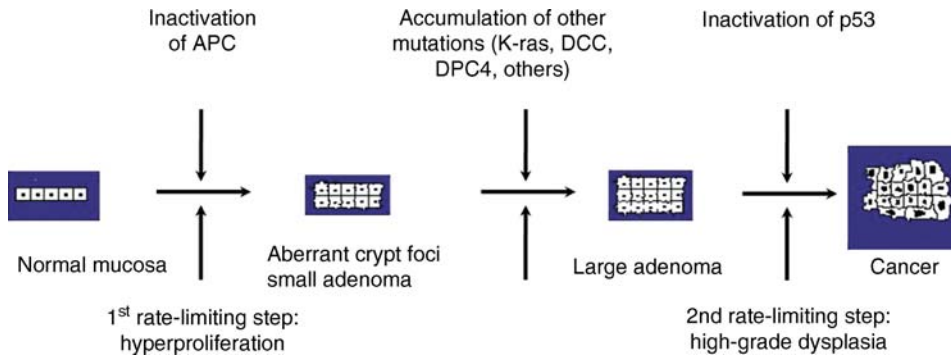 Inactivation
of APC
Accumulation of other
mutations (K-ras, DCC,
DPC4, others)
Inactivation of p53
Normal mucosa
Aberrant crypt foci
small adenoma
Large adenoma
Cancer
1st rate-limiting step:
hyperproliferation
2nd rate-limiting step:
high-grade dysplasia